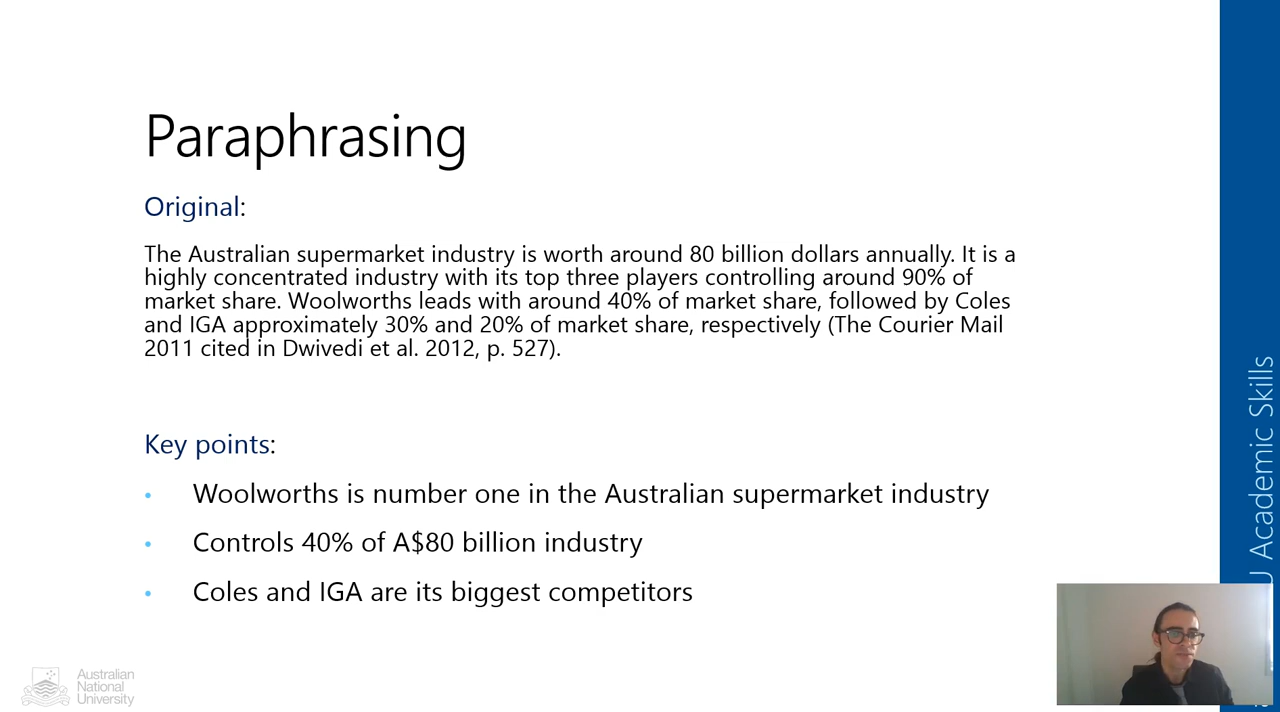 Paraphrasing
Original:
The Australian supermarket industry is worth around 80 billion dollars annually. It is a
highly concentrated industry with its top three players controlling around 90% of
market share. Woolworths leads with around 40% of market share, followed by Coles
and IGA approximately 30% and 20% of market share, respectively (The Courier Mail
2011 cited in Dwivedi et al. 2012, p. 527).
Key points:
• Woolworths is number one in the Australian supermarket industry
• Controls 40% of A$80 billion industry
• Coles and IGA are its biggest competitors
Australian
National
University
U Academic Skills